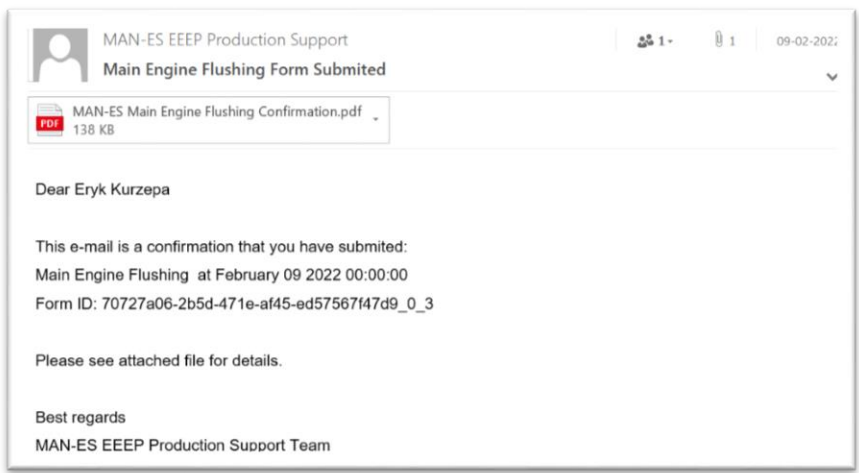 MAN-ES EEEP Production Support
1
1
09-02-2022
Main Engine Flushing Form Submited
PDF
MAN-ES Main Engine Flushing Confirmation.pdf
138 KB
Dear Eryk Kurzepa
This e-mail is a confirmation that you have submited:
Main Engine Flushing at February 09 2022 00:00:00
Form ID: 70727a06-2b5d-471e-af45-ed57567f47d9_0_3
Please see attached file for details.
Best regards
MAN-ES EEEP Production Support Team